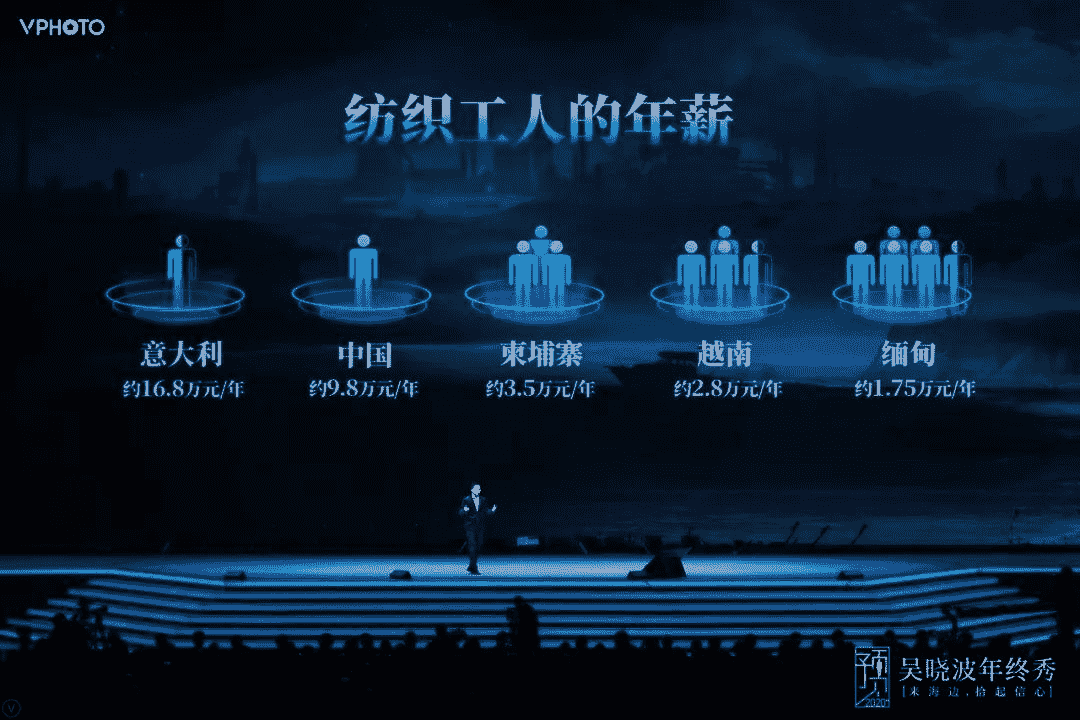 VPHOTO
纺织工人的年薪
意大利
约16.8万元/年
中国
约9.8万元/年
柬埔寨
约3.5万元/年
越南
约2.8万元/年
缅甸
约1.75万元/年
预见
2020
吴晓波年终秀
[来海边,拾起信心]
V